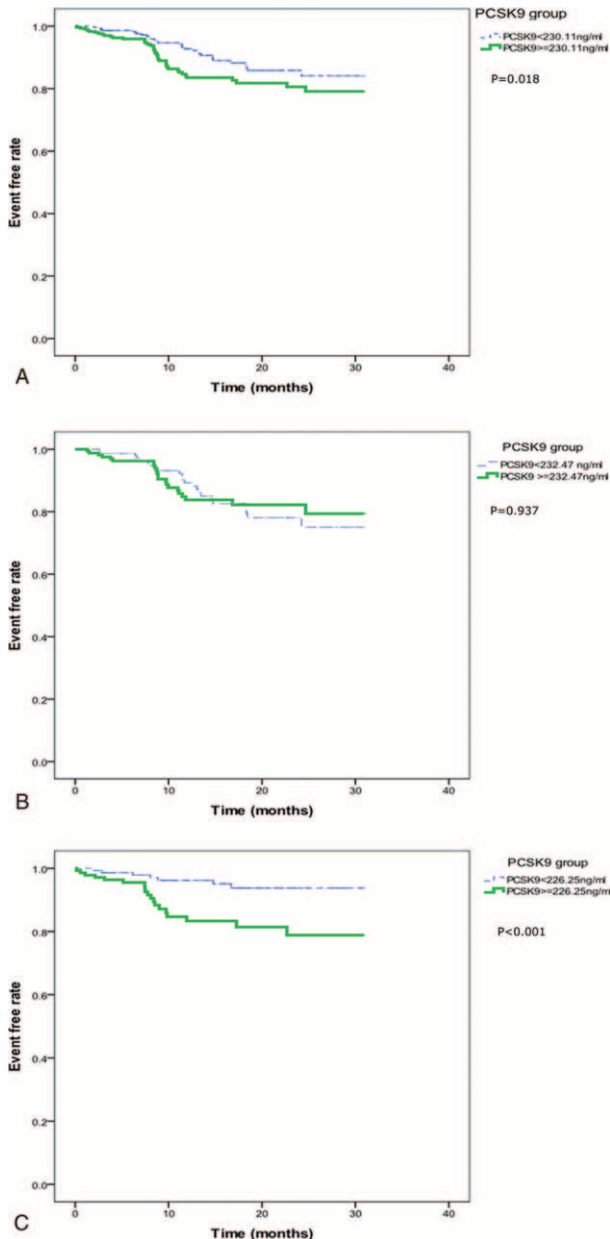 PCSK9 group
PCSK9<230.11ng/ml
PCSK9>=230.11ng/ml
P=0.018
1.0
0.8
0.6
0.4
0.2
0.0
Event free rate
0 10 20 30 40
Time (months)
A
PCSK9 group
PCSK9<232.47 ng/ml
PCSK9 >=232.47ng/ml
P=0.937
1.0
0.8
0.6
0.4
0.2
0.0
Event free rate
0 10 20 30 40
Time (months)
B
PCSK9 group
PCSK9<226.25ng/ml
PCSK9>=226.25ng/m
P<0.001
1.0
0.8
0.6
0.4
0.2
0.0
Event free rate
0 10 20 30 40
Time (months)
C